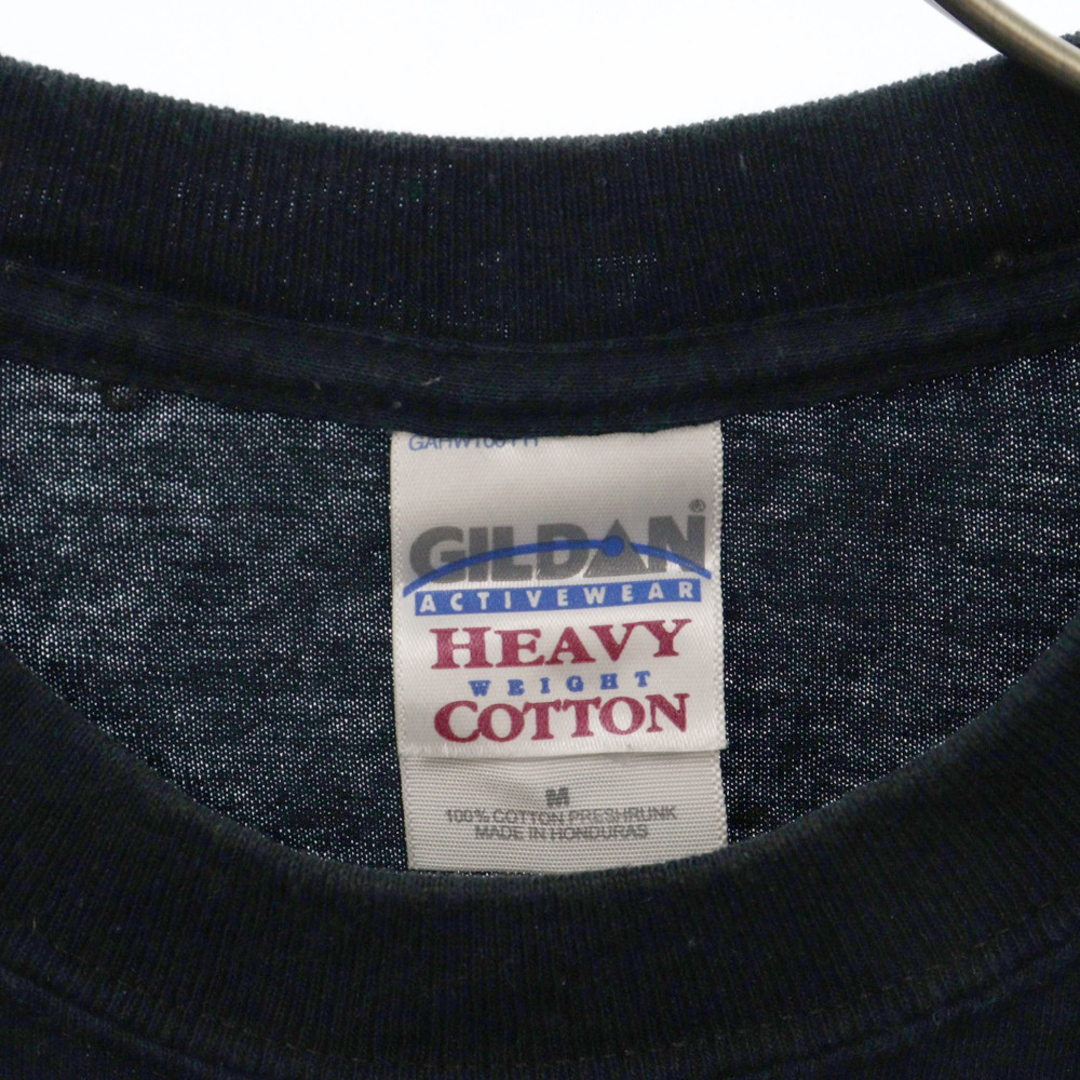 GILDAN®
ACTIVEWEAR
HEAVY
WEIGHT
COTTON
M
100% COTTON PRESHRUNK
MADE IN HONDURAS